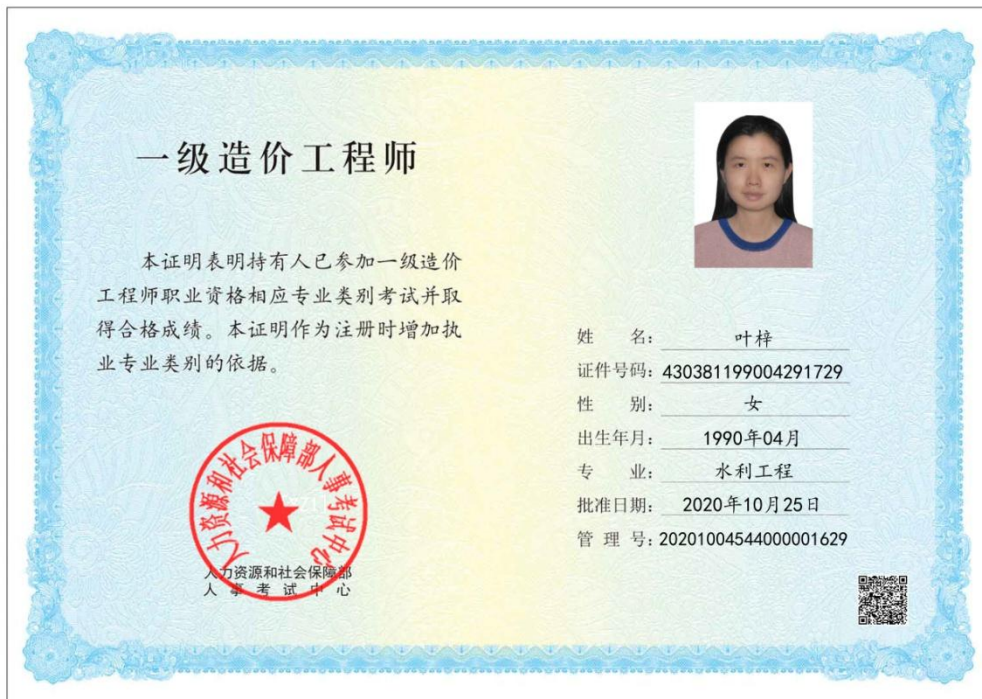 一级造价工程师
本证明表明持有人已参加一级造价
工程师职业资格相应专业类别考试并取
得合格成绩。本证明作为注册时增加执
业专业类别的依据。
人力资源和社会保障部人事考试中心
人力资源和社会保障部
人事考试中心
姓名：叶梓
证件号码：430381199004291729
性别：女
出生年月：1990年04月
专业：水利工程
批准日期：2020年10月25日
管理号：20201004544000001629